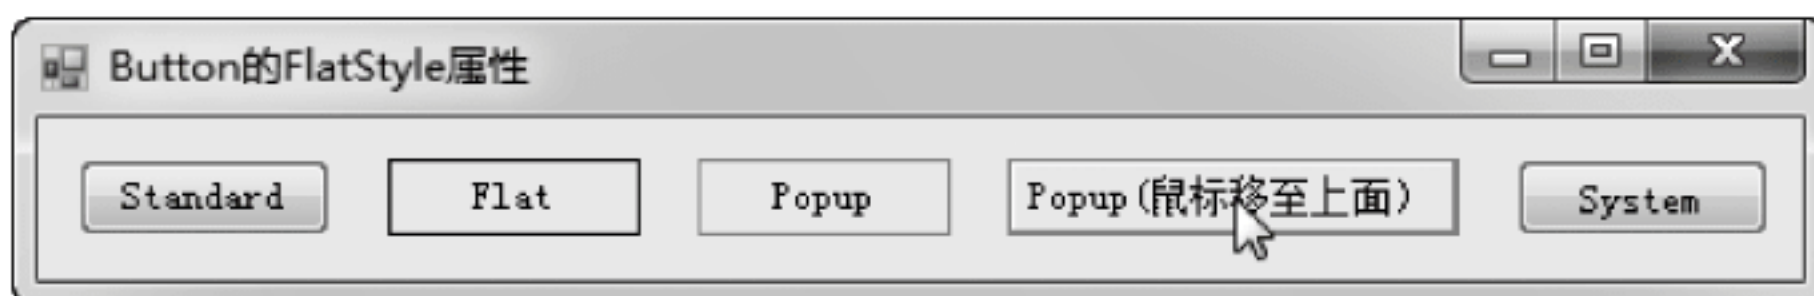 Button的FlatStyle属性
Standard Flat Popup Popup(鼠标移至上面) System